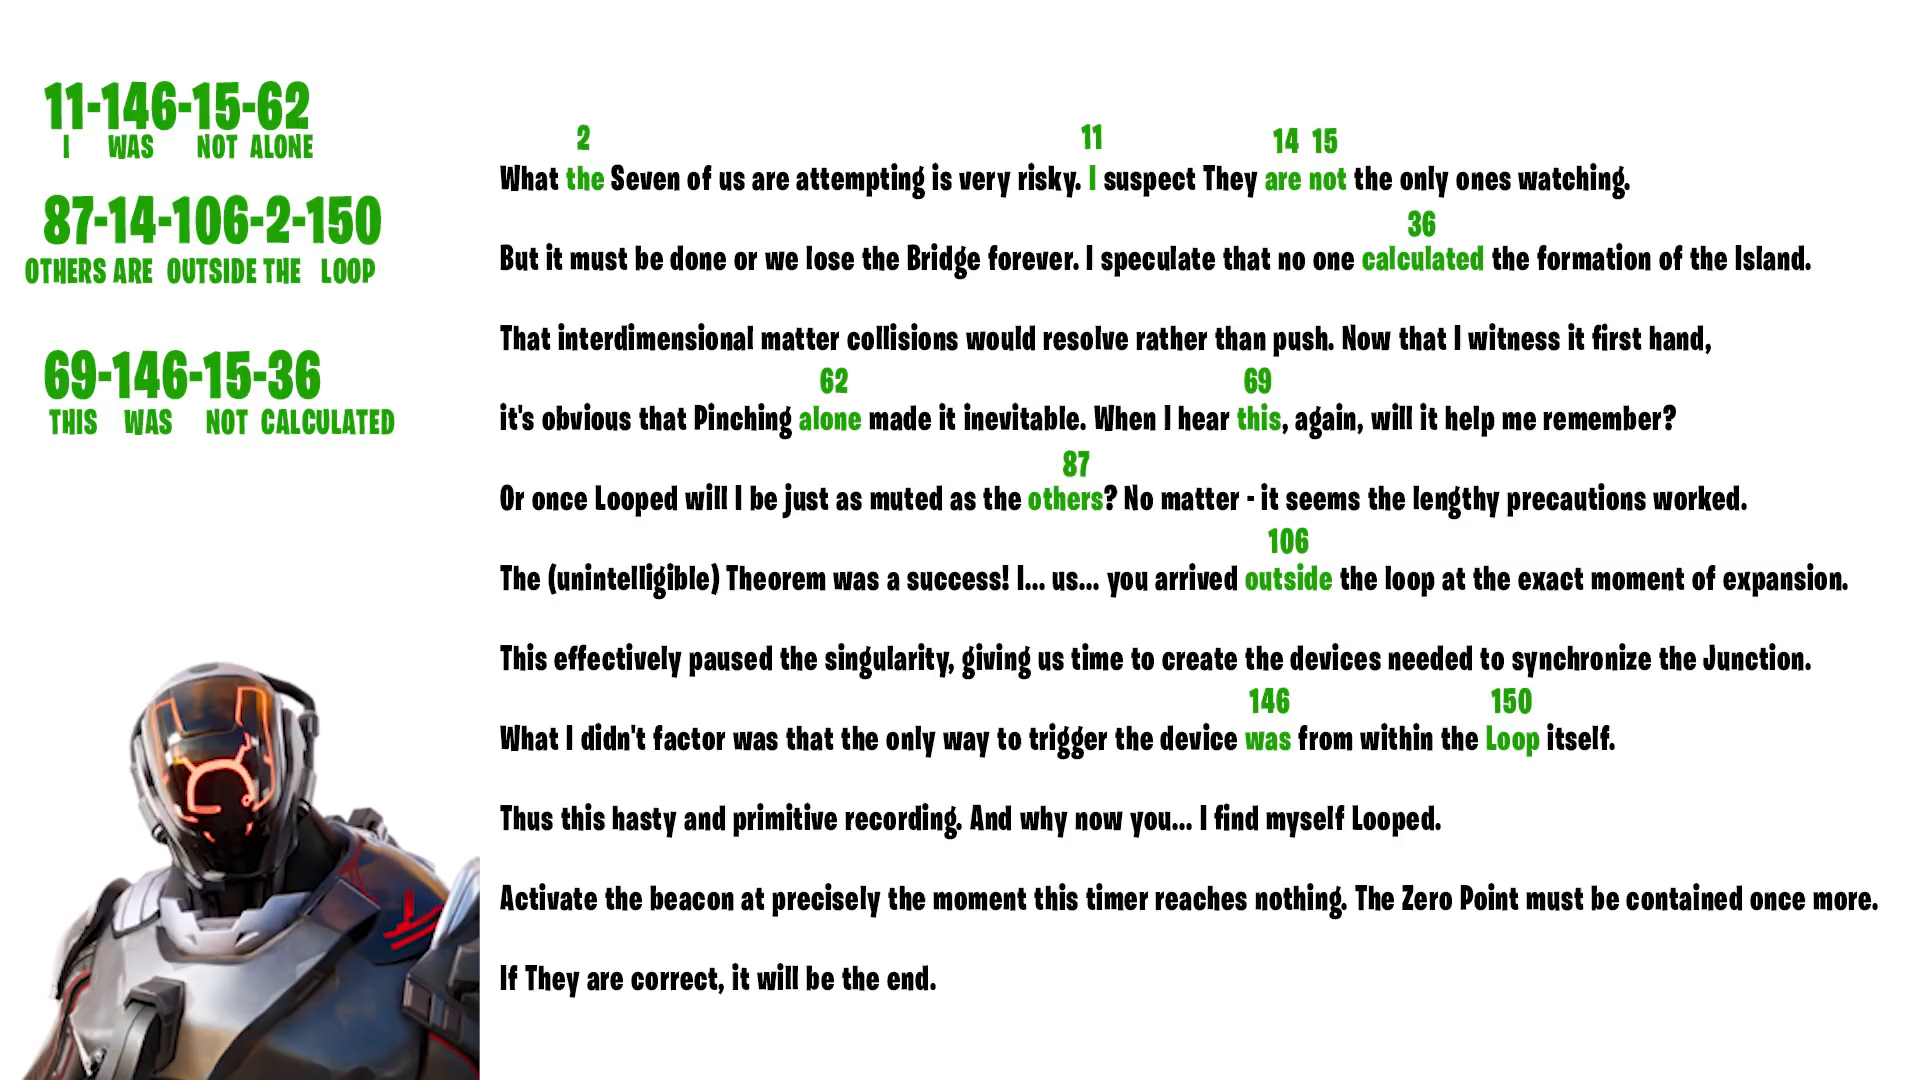 11-146-15-62
I WAS NOT ALONE
87-14-106-2-150
OTHERS ARE OUTSIDE THE LOOP
69-146-15-36
THIS WAS NOT CALCULATED
2 11 14 15
What the Seven of us are attempting is very risky. I suspect They are not the only ones watching.
36
But it must be done or we lose the Bridge forever. I speculate that no one calculated the formation of the Island.
That interdimensional matter collisions would resolve rather than push. Now that I witness it first hand,
62 69
it's obvious that Pinching alone made it inevitable. When I hear this, again, will it help me remember?
87
Or once Looped will I be just as muted as the others? No matter - it seems the lengthy precautions worked.
106
The (unintelligible) Theorem was a success! I... us... you arrived outside the loop at the exact moment of expansion.
This effectively paused the singularity, giving us time to create the devices needed to synchronize the Junction.
146 150
What I didn't factor was that the only way to trigger the device was from within the Loop itself.
Thus this hasty and primitive recording. And why now you... I find myself Looped.
Activate the beacon at precisely the moment this timer reaches nothing. The Zero Point must be contained once more.
If They are correct, it will be the end.